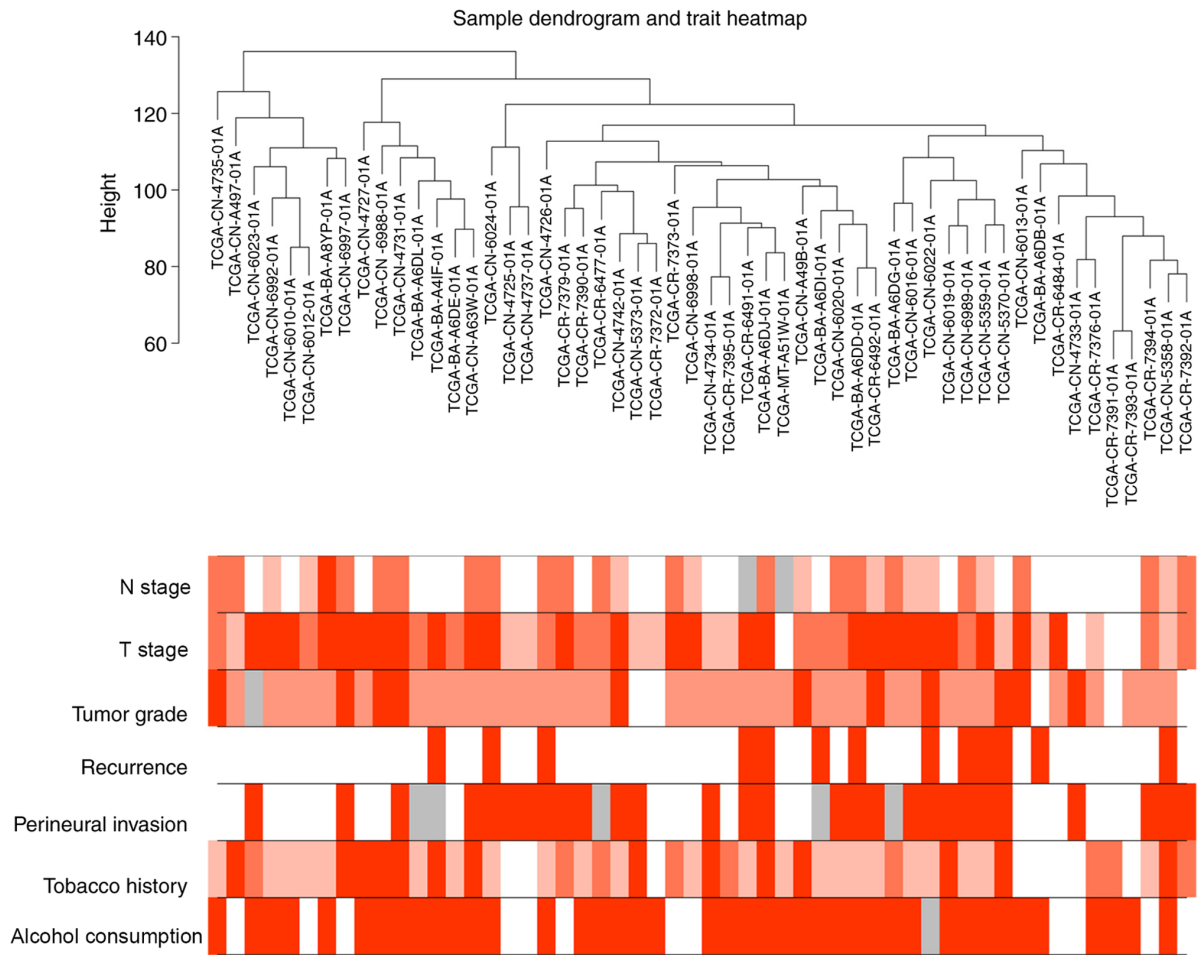 Sample dendrogram and trait heatmap
Height
140
120
100
80
60
TCGA-CN-4735-01A
TCGA-CN-A497-01A
TCGA-CN-6023-01A
TCGA-CN-6992-01A
TCGA-CN-6010-01A
TCGA-CN-6012-01A
TCGA-BA-A8YP-01A
TCGA-CN-6997-01A
TCGA-CN-4727-01A
TCGA-CN -6988-01A
TCGA-CN-4731-01A
TCGA-BA-A6DL-01A
TCGA-BA-A4IF-01A
TCGA-BA-A6DE-01A
TCGA-CN-A63W-01A
TCGA-CN-6024-01A
TCGA-CN-4725-01A
TCGA-CN-4737-01A
TCGA-CN-4726-01A
TCGA-CR-7379-01A
TCGA-CR-7390-01A
TCGA-CR-6477-01A
TCGA-CN-4742-01A
TCGA-CN-5373-01A
TCGA-CR-7372-01A
TCGA-CR-7373-01A
TCGA-CN-6998-01A
TCGA-CN-4734-01A
TCGA-CR-7395-01A
TCGA-CR-6491-01A
TCGA-BA-A6DJ-01A
TCGA-MT-A51W-01A
TCGA-CN-A49B-01A
TCGA-BA-A6DI-01A
TCGA-CN-6020-01A
TCGA-BA-A6DD-01A
TCGA-CR-6492-01A
TCGA-BA-A6DG-01A
TCGA-CN-6016-01A
TCGA-CN-6022-01A
TCGA-CN-6019-01A
TCGA-CN-6989-01A
TCGA-CN-5359-01A
TCGA-CN-5370-01A
TCGA-CN-6013-01A
TCGA-BA-A6DB-01A
TCGA-CR-6484-01A
TCGA-CN-4733-01A
TCGA-CR-7376-01A
TCGA-CR-7391-01A
TCGA-CR-7393-01A
TCGA-CR-7394-01A
TCGA-CN-5358-01A
TCGA-CR-7392-01A
N stage
T stage
Tumor grade
Recurrence
Perineural invasion
Tobacco history
Alcohol consumption